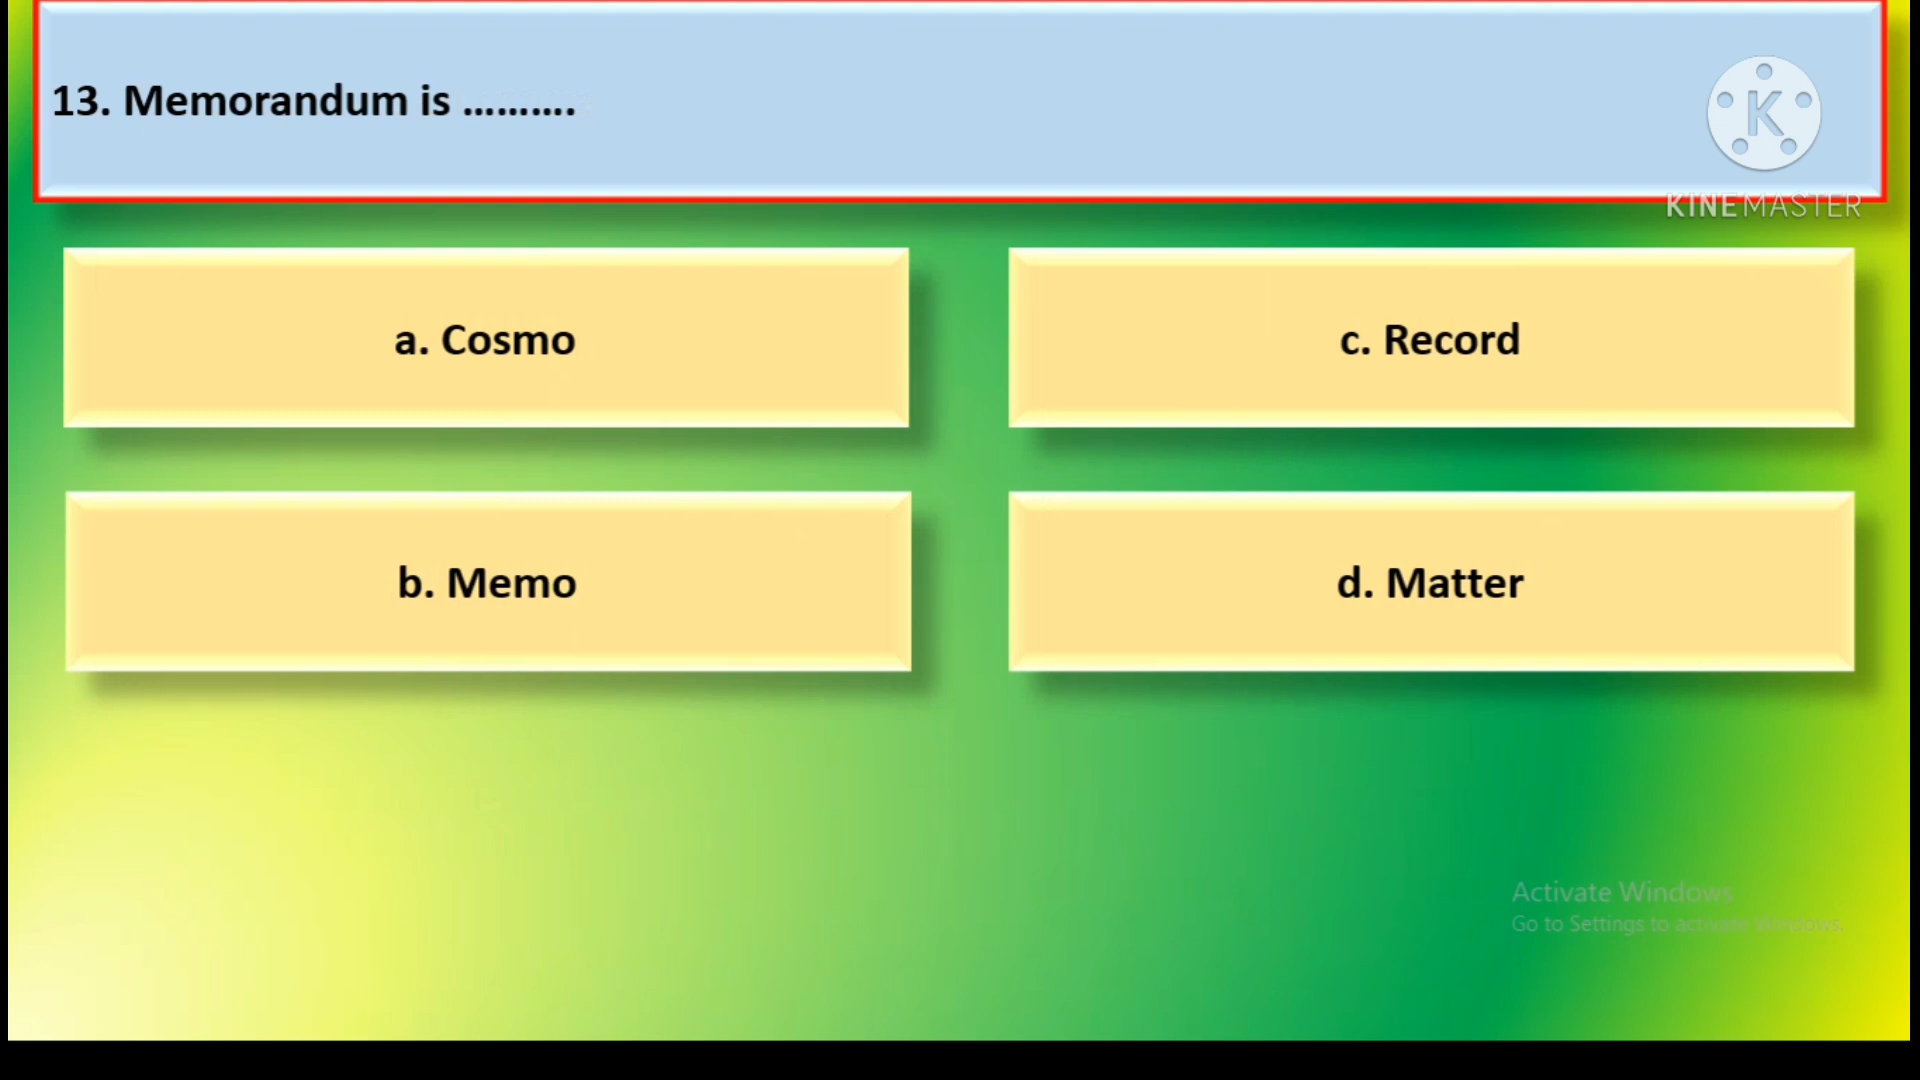 13. Memorandum is ..........
K
KINEMASTER
a. Cosmo
c. Record
b. Memo
d. Matter
Activate Windows
Go to Settings to activate Windows.